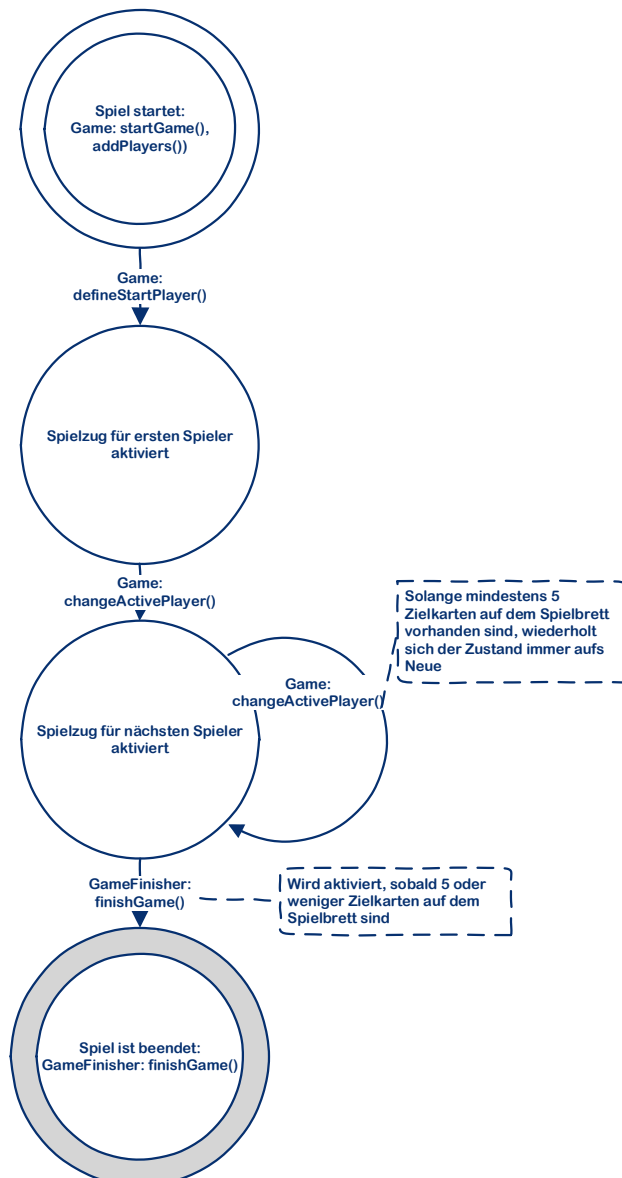 Spiel startet:
Game: startGame(),
addPlayers())
Game:
defineStartPlayer()
Spielzug für ersten Spieler
aktiviert
Game:
changeActivePlayer()
Solange mindestens 5
Zielkarten auf dem Spielbrett
vorhanden sind, wiederholt
sich der Zustand immer aufs
Neue
Game:
changeActivePlayer()
Spielzug für nächsten Spieler
aktiviert
GameFinisher:
finishGame()
Wird aktiviert, sobald 5 oder
weniger Zielkarten auf dem
Spielbrett sind
Spiel ist beendet:
GameFinisher: finishGame()